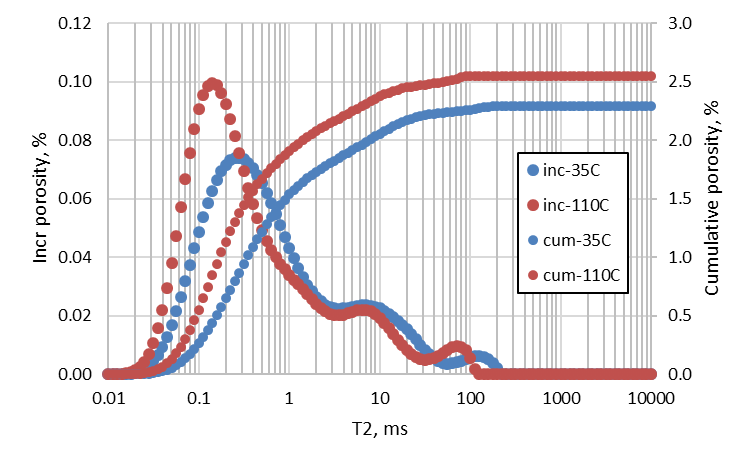 0.12
0.10
0.08
0.06
0.04
0.02
0.00
Incr porosity, %
3.0
2.5
2.0
1.5
1.0
0.5
0.0
Cumulative porosity, %
inc-35C
inc-110C
cum-35C
cum-110C
0.01 0.1 1 10 100 1000 10000
T2, ms